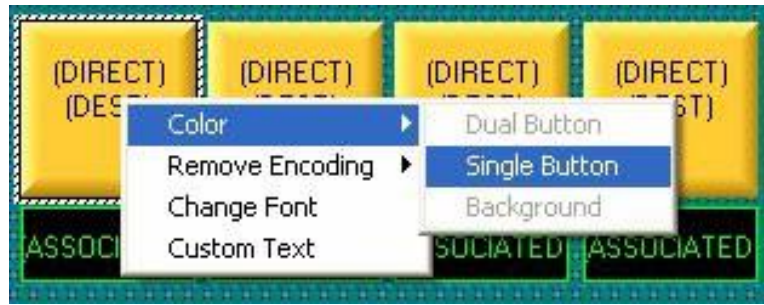 (DIRECT) (DIRECT) (DIRECT) (DIRECT)
Color
Dual Button
Remove Encoding
Single Button
Change Font
Background
Custom Text
ASSOCIATED